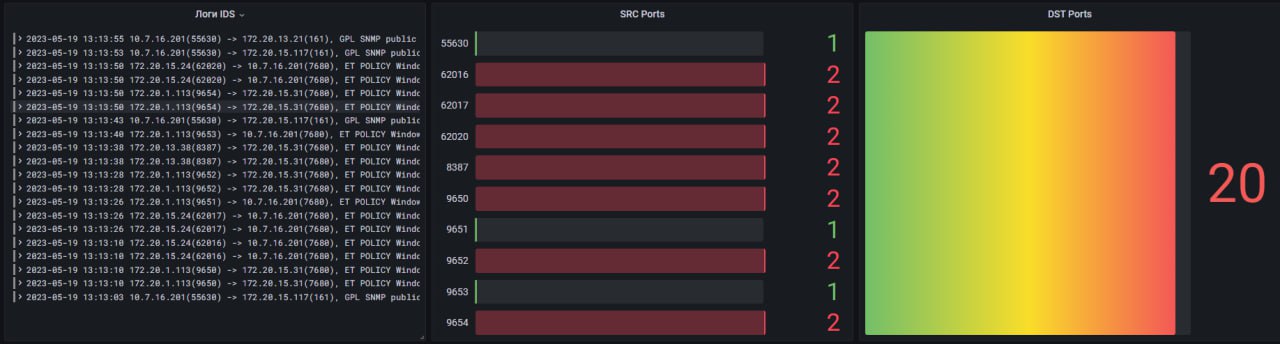 Логи IDS
2023-05-19 13:13:55 10.7.16.201(55630) -> 172.20.13.21(161), GPL SNMP public
2023-05-19 13:13:53 10.7.16.201(55630) -> 172.20.15.117(161), GPL SNMP public
2023-05-19 13:13:50 172.20.15.24(62020) -> 10.7.16.201(7680), ET POLICY Windo
2023-05-19 13:13:50 172.20.15.24(62020) -> 10.7.16.201(7680), ET POLICY Windo
2023-05-19 13:13:50 172.20.1.113(9654) -> 172.20.15.31(7680), ET POLICY Window
2023-05-19 13:13:50 172.20.1.113(9654) -> 172.20.15.31(7680), ET POLICY Window
2023-05-19 13:13:43 10.7.16.201(55630) -> 172.20.15.117(161), GPL SNMP public
2023-05-19 13:13:40 172.20.1.113(9653) -> 10.7.16.201(7680), ET POLICY Window
2023-05-19 13:13:38 172.20.13.38(8387) -> 172.20.15.31(7680), ET POLICY Windo
2023-05-19 13:13:38 172.20.13.38(8387) -> 172.20.15.31(7680), ET POLICY Windo
2023-05-19 13:13:28 172.20.1.113(9652) -> 172.20.15.31(7680), ET POLICY Windo
2023-05-19 13:13:28 172.20.1.113(9652) -> 172.20.15.31(7680), ET POLICY Windo
2023-05-19 13:13:26 172.20.1.113(9651) -> 10.7.16.201(7680), ET POLICY Window
2023-05-19 13:13:26 172.20.15.24(62017) -> 10.7.16.201(7680), ET POLICY Windo
2023-05-19 13:13:26 172.20.15.24(62017) -> 10.7.16.201(7680), ET POLICY Windo
2023-05-19 13:13:10 172.20.15.24(62016) -> 10.7.16.201(7680), ET POLICY Windo
2023-05-19 13:13:10 172.20.15.24(62016) -> 10.7.16.201(7680), ET POLICY Windo
2023-05-19 13:13:10 172.20.1.113(9650) -> 172.20.15.31(7680), ET POLICY Windo
2023-05-19 13:13:10 172.20.1.113(9650) -> 172.20.15.31(7680), ET POLICY Windo
2023-05-19 13:13:03 10.7.16.201(55630) -> 172.20.15.117(161), GPL SNMP public
SRC Ports
55630 1
62016 2
62017 2
62020 2
8387 2
9650 2
9651 1
9652 2
9653 1
9654 2
DST Ports
20